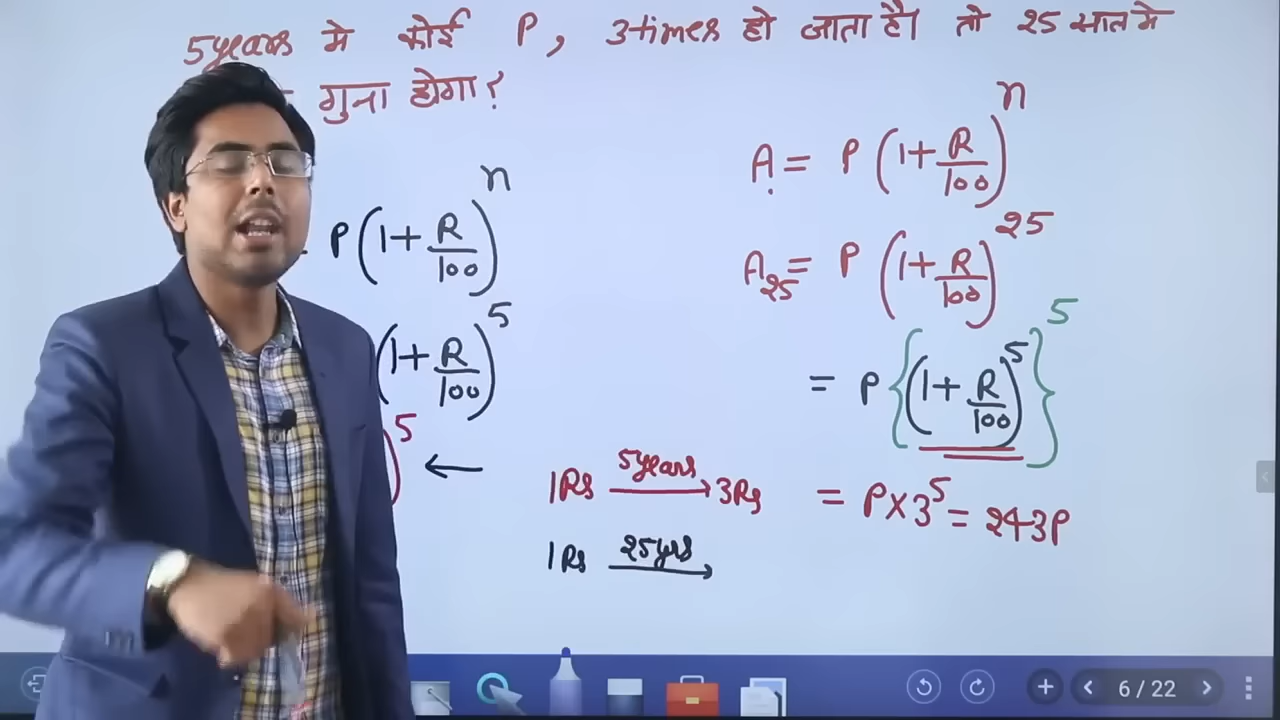 5years मे कोई P, 3times हो जाता है। तो 25 साल मे
गुना होगा?
P(1+R/100)^n
(1+R/100)^5
)^5 ←
A = P(1+R/100)^n
A25 = P(1+R/100)^25
= P{(1+R/100)^5}^5
= P×3^5 = 243P
1Rs 5years → 3Rs
1Rs 25yrs →
6 / 22